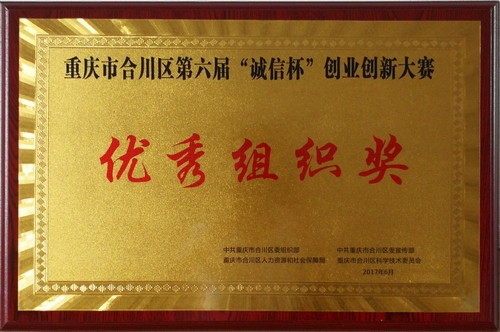 重庆市合川区第六届“诚信杯”创业创新大赛
优秀组织奖
中共重庆市合川区委组织部 中共重庆市合川区委宣传部
重庆市合川区人力资源和社会保障局 重庆市合川区科学技术委员会
2017年6月